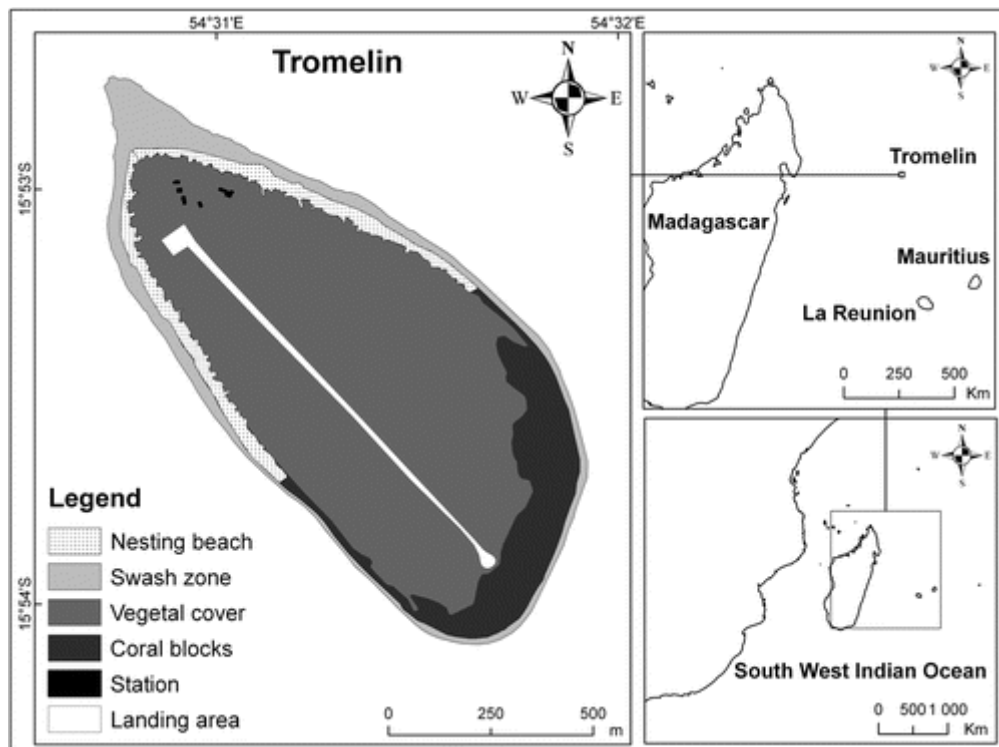 54°31'E
54°32'E
Tromelin
N
W
E
S
15°53'S
15°54'S
Legend
Nesting beach
Swash zone
Vegetal cover
Coral blocks
Station
Landing area
0 250 500
m
N
W E
S
Tromelin
Madagascar
Mauritius
La Reunion
0 250 500
Km
N
W E
S
South West Indian Ocean
0 500 1 000
Km